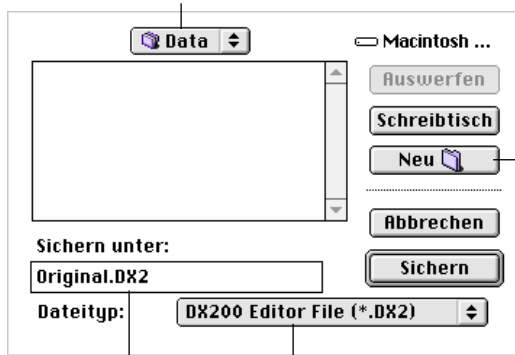 Data
Macintosh ...
Auswerfen
Schreibtisch
Neu
Abbrechen
Sichern unter:
Original.DX2
Sichern
Dateityp:
DX200 Editor File (*.DX2)